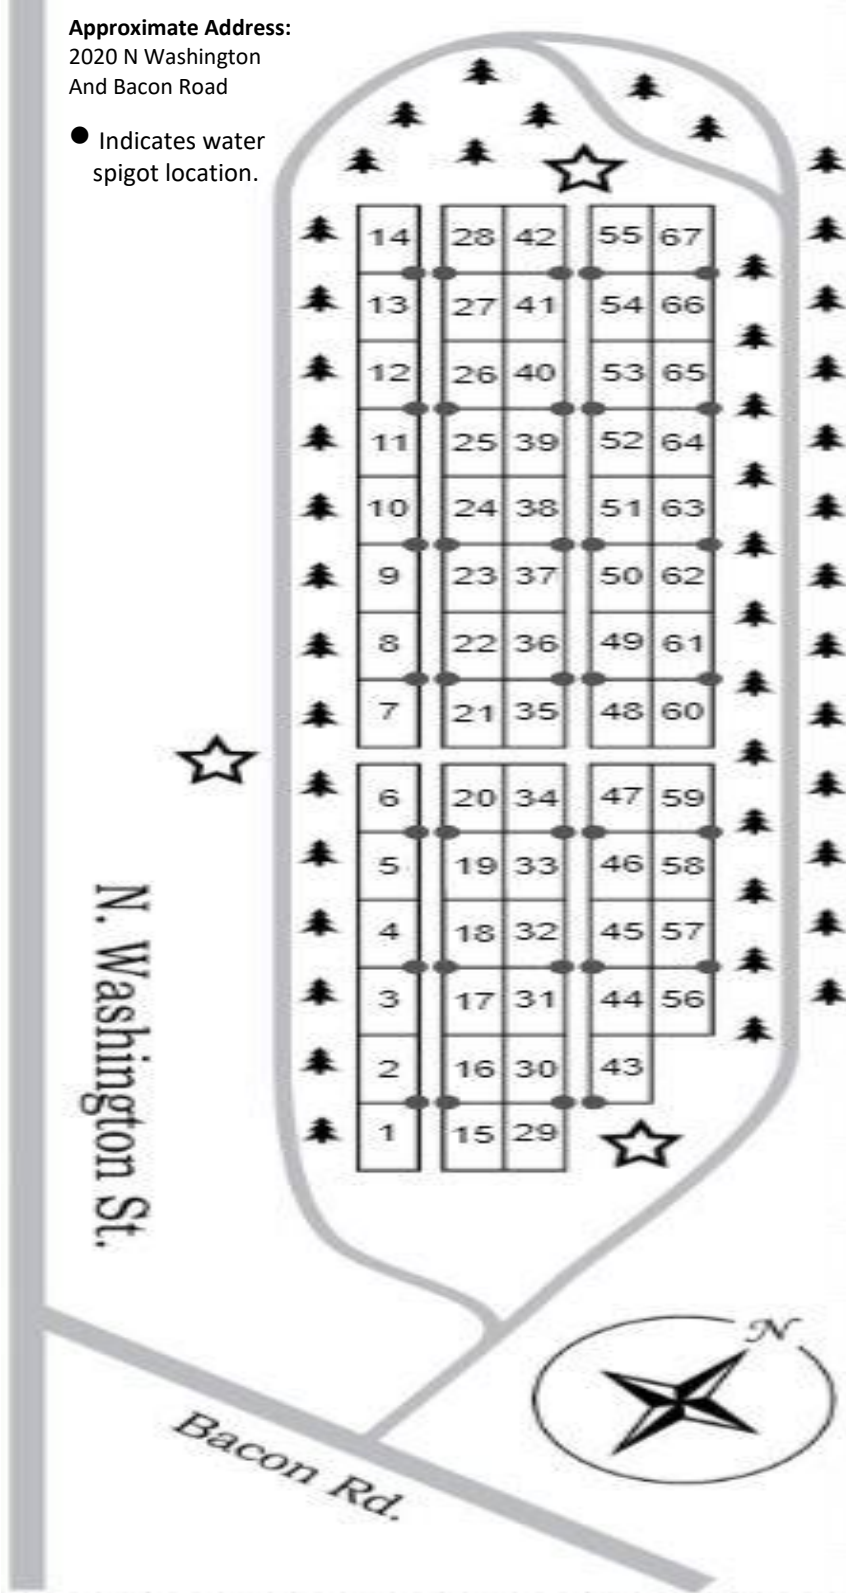 Approximate Address:
2020 N Washington
And Bacon Road
● Indicates water
spigot location.
14 28 42 55 67
13 27 41 54 66
12 26 40 53 65
11 25 39 52 64
10 24 38 51 63
9 23 37 50 62
8 22 36 49 61
7 21 35 48 60
6 20 34 47 59
5 19 33 46 58
4 18 32 45 57
3 17 31 44 56
2 16 30 43
1 15 29
N. Washington St.
N
Bacon Rd.